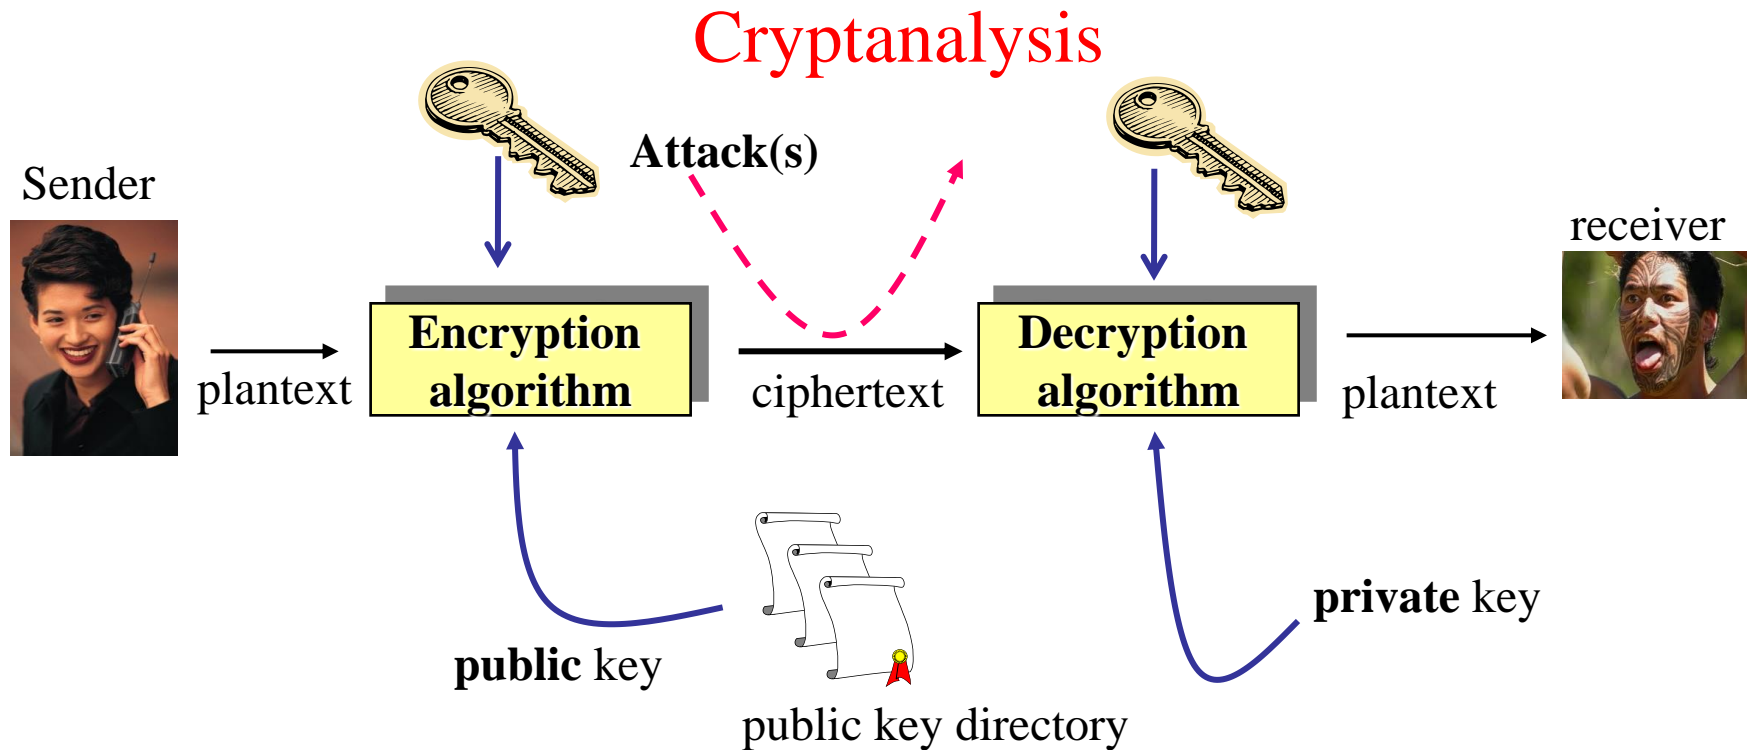 Cryptanalysis
Attack(s)
Sender
receiver
Encryption
algorithm
Decryption
algorithm
plantext
ciphertext
plantext
private key
public key
public key directory